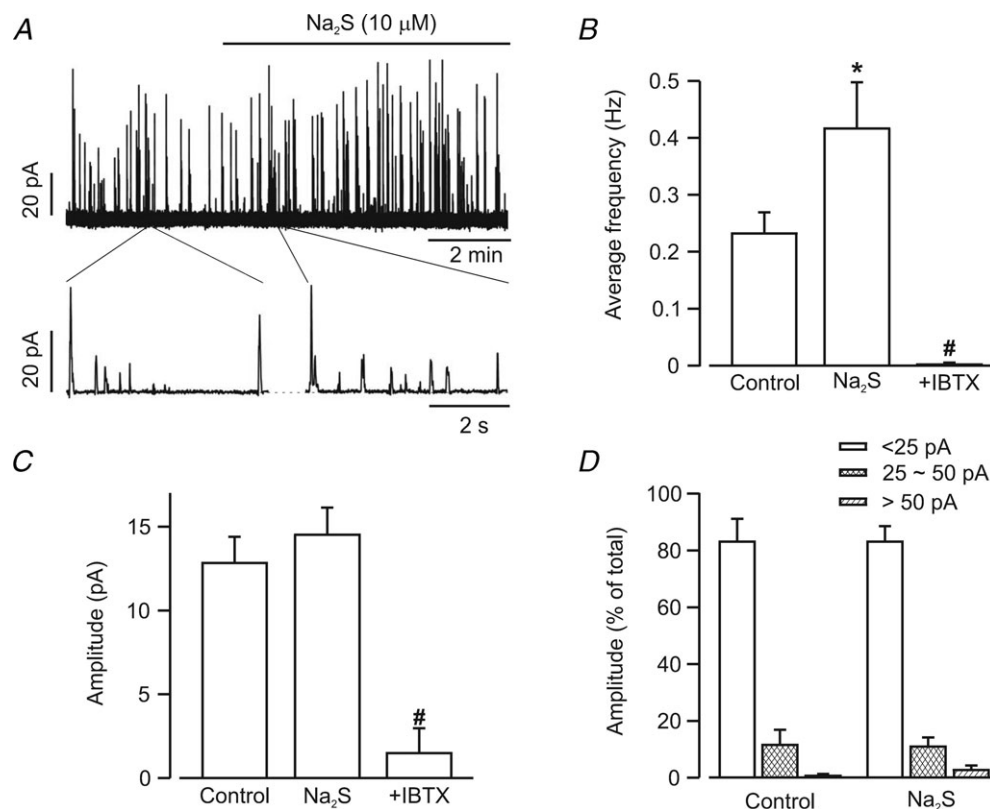 A
Na₂S (10 μM)
20 pA
2 min
20 pA
2 s
B
Average frequency (Hz)
0.5
0.4
0.3
0.2
0.1
0
*
#
Control Na₂S +IBTX
C
Amplitude (pA)
15
10
5
0
#
Control Na₂S +IBTX
D
<25 pA
25 ~ 50 pA
> 50 pA
Amplitude (% of total)
100
80
60
40
20
0
Control Na₂S